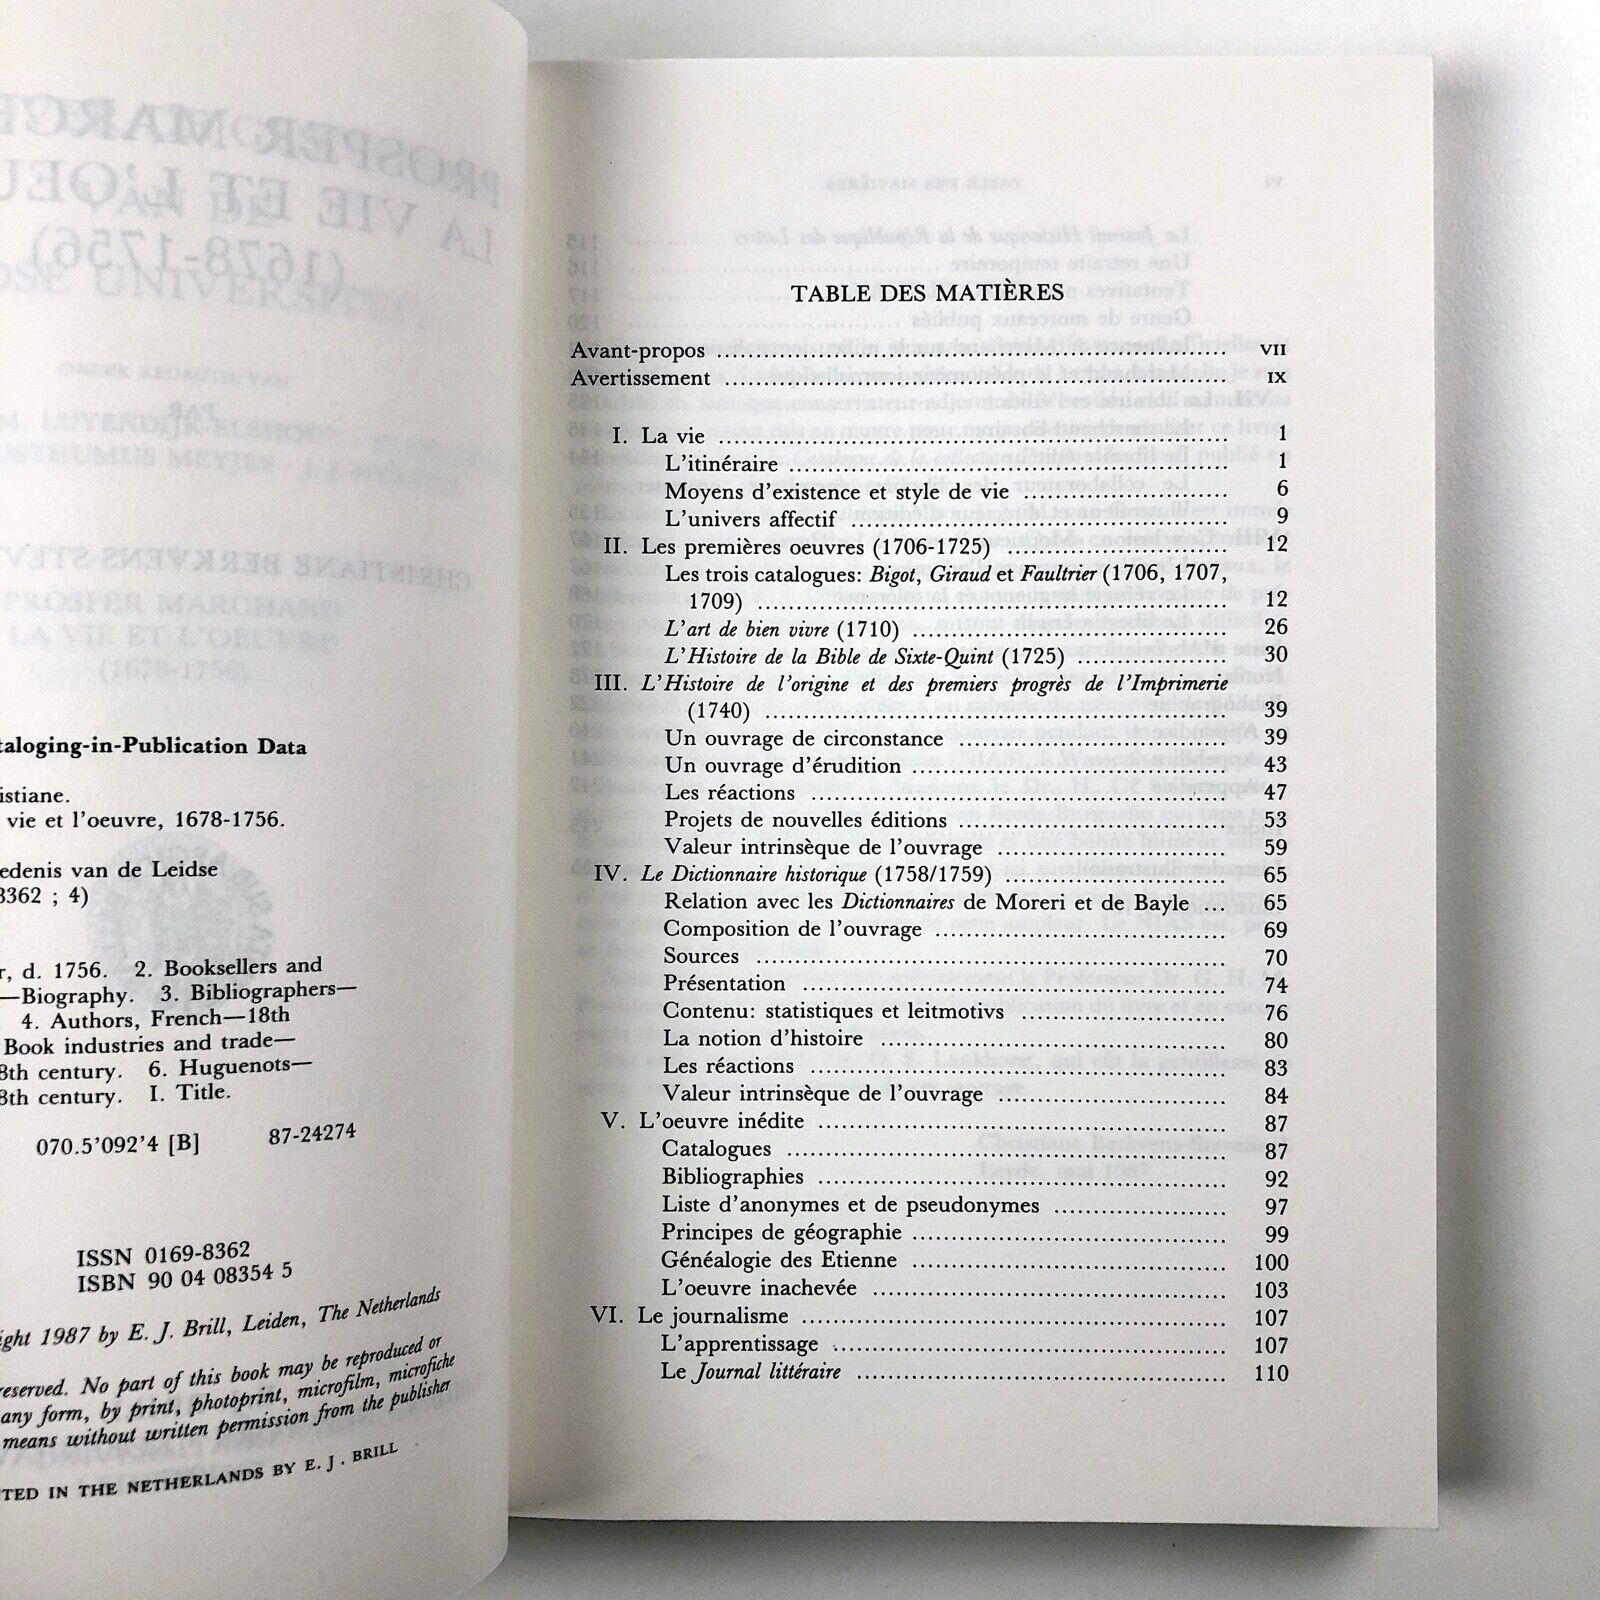 taloging-in-Publication Data
istiane.
vie et l'oeuvre, 1678-1756.
edenis van de Leidse
8362 ; 4)
r, d. 1756. 2. Booksellers and
—Biography. 3. Bibliographers—
4. Authors, French—18th
Book industries and trade—
8th century. 6. Huguenots—
8th century. I. Title.
070.5'092'4 [B] 87-24274
ISSN 0169-8362
ISBN 90 04 08354 5
ight 1987 by E. J. Brill, Leiden, The Netherlands
reserved. No part of this book may be reproduced or
any form, by print, photoprint, microfilm, microfiche
means without written permission from the publisher
TED IN THE NETHERLANDS BY E. J. BRILL
TABLE DES MATIÈRES
Avant-propos ........ VII
Avertissement ........ IX
I. La vie ........ 1
L'itinéraire ........ 1
Moyens d'existence et style de vie ........ 6
L'univers affectif ........ 9
II. Les premières oeuvres (1706-1725) ........ 12
Les trois catalogues: Bigot, Giraud et Faultrier (1706, 1707,
1709) ........ 12
L'art de bien vivre (1710) ........ 26
L'Histoire de la Bible de Sixte-Quint (1725) ........ 30
III. L'Histoire de l'origine et des premiers progrès de l'Imprimerie
(1740) ........ 39
Un ouvrage de circonstance ........ 39
Un ouvrage d'érudition ........ 43
Les réactions ........ 47
Projets de nouvelles éditions ........ 53
Valeur intrinsèque de l'ouvrage ........ 59
IV. Le Dictionnaire historique (1758/1759) ........ 65
Relation avec les Dictionnaires de Moreri et de Bayle ... 65
Composition de l'ouvrage ........ 69
Sources ........ 70
Présentation ........ 74
Contenu: statistiques et leitmotivs ........ 76
La notion d'histoire ........ 80
Les réactions ........ 83
Valeur intrinsèque de l'ouvrage ........ 84
V. L'oeuvre inédite ........ 87
Catalogues ........ 87
Bibliographies ........ 92
Liste d'anonymes et de pseudonymes ........ 97
Principes de géographie ........ 99
Généalogie des Etienne ........ 100
L'oeuvre inachevée ........ 103
VI. Le journalisme ........ 107
L'apprentissage ........ 107
Le Journal littéraire ........ 110